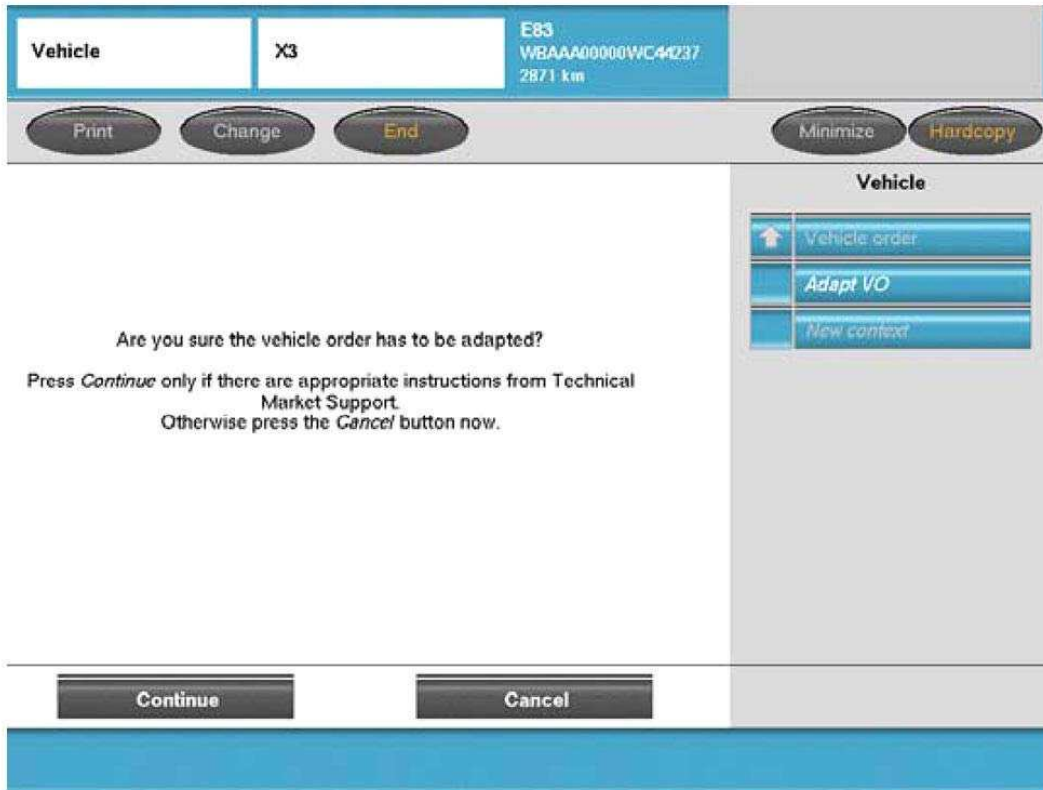 Vehicle
X3
E83
WBAAA00000WC44237
2871 km
Print
Change
End
Minimize
Hardcopy
Vehicle
Vehicle order
Adapt VO
New context
Are you sure the vehicle order has to be adapted?
Press Continue only if there are appropriate instructions from Technical
Market Support.
Otherwise press the Cancel button now.
Continue
Cancel